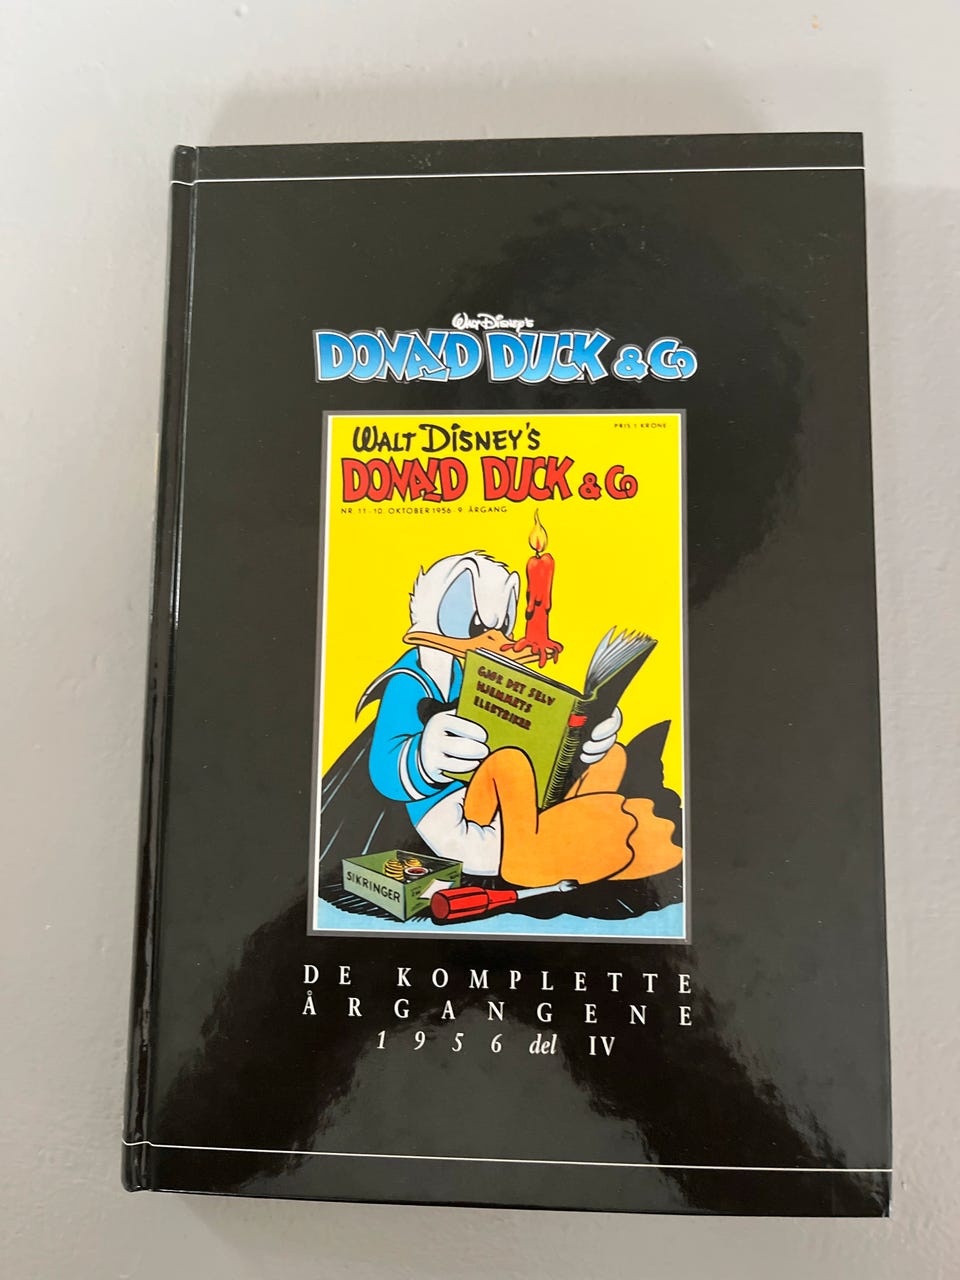 Walt Disney's
DONALD DUCK & Co
WALT DISNEY'S
PRIS 1 KRONE
DONALD DUCK & Co
NR. 11 - 10. OKTOBER 1956 - 9. ÅRGANG
GJØR DET SELV
HJEMMETS
ELEKTRIKER
SIKRINGER
DE KOMPLETTE
ÅRGANGENE
1956 del IV